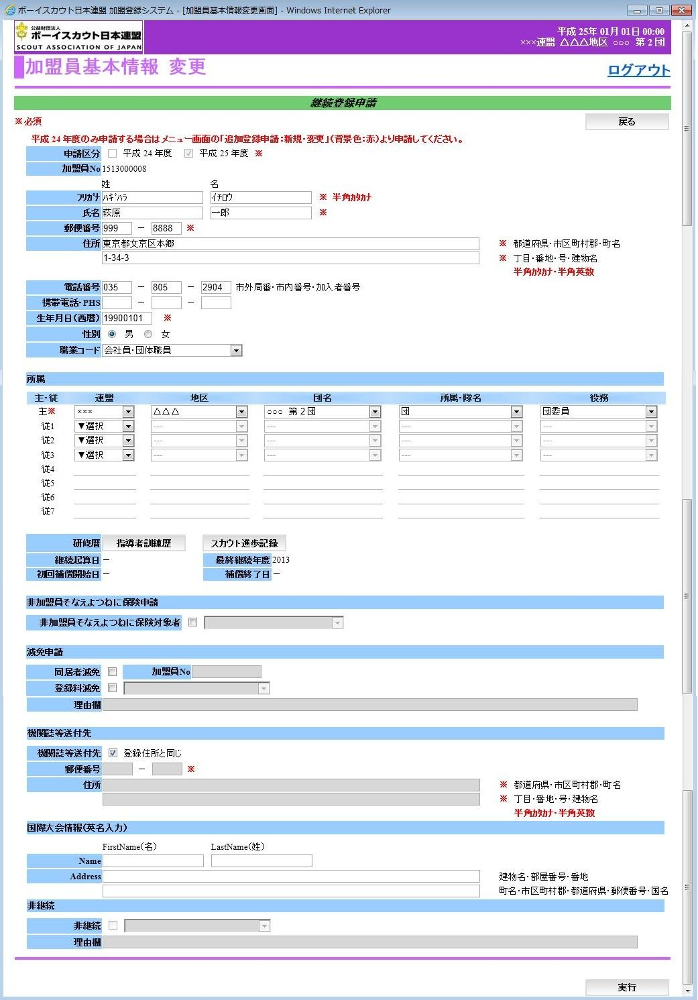 ボーイスカウト日本連盟 加盟登録システム - [加盟員基本情報変更画面] - Windows Internet Explorer
公益財団法人
ボーイスカウト日本連盟
SCOUT ASSOCIATION OF JAPAN
平成 25年 01月 01日 00:00
×××連盟 △△△地区 ○○○ 第２団
加盟員基本情報 変更
ログアウト
継続登録申請
※必須
戻る
平成 24 年度のみ申請する場合はメニュー画面の「追加登録申請：新規・変更」（背景色：赤）より申請してください。
申請区分 平成 24 年度 平成 25 年度 ※
加盟員No 1513000008
姓 名
ﾌﾘｶﾞﾅ ﾊｷﾞﾊﾗ ｲﾁﾛｳ ※ 半角ｶﾀｶﾅ
氏名 萩原 一郎 ※
郵便番号 999 － 8888 ※
住所 東京都文京区本郷 ※ 都道府県・市区町村郡・町名
1-34-3 ※ 丁目・番地・号・建物名
半角ｶﾀｶﾅ・半角英数
電話番号 035 － 805 － 2904 市外局番・市内番号・加入者番号
携帯電話・PHS － －
生年月日（西暦） 19900101 ※
性別 男 女
職業コード 会社員・団体職員
所属
主・従 連盟 地区 団名 所属・隊名 役務
主※ ××× △△△ ○○○ 第２団 団 団委員
従1 ▼選択 --- --- --- ---
従2 ▼選択 --- --- --- ---
従3 ▼選択 --- --- --- ---
従4
従5
従6
従7
研修暦 指導者訓練歴 スカウト進歩記録
継続起算日 － 最終継続年度 2013
初回補償開始日 － 補償終了日 －
非加盟員そなえよつねに保険申請
非加盟員そなえよつねに保険対象者
減免申請
同居者減免 加盟員No
登録料減免
理由欄
機関誌等送付先
機関誌等送付先 登録住所と同じ
郵便番号 － ※
住所 ※ 都道府県・市区町村郡・町名
※ 丁目・番地・号・建物名
半角ｶﾀｶﾅ・半角英数
国際大会情報(英名入力)
FirstName(名) LastName(姓)
Name
Address 建物名・部屋番号・番地
町名・市区町村郡・都道府県・郵便番号・国名
非継続
非継続
理由欄
実行